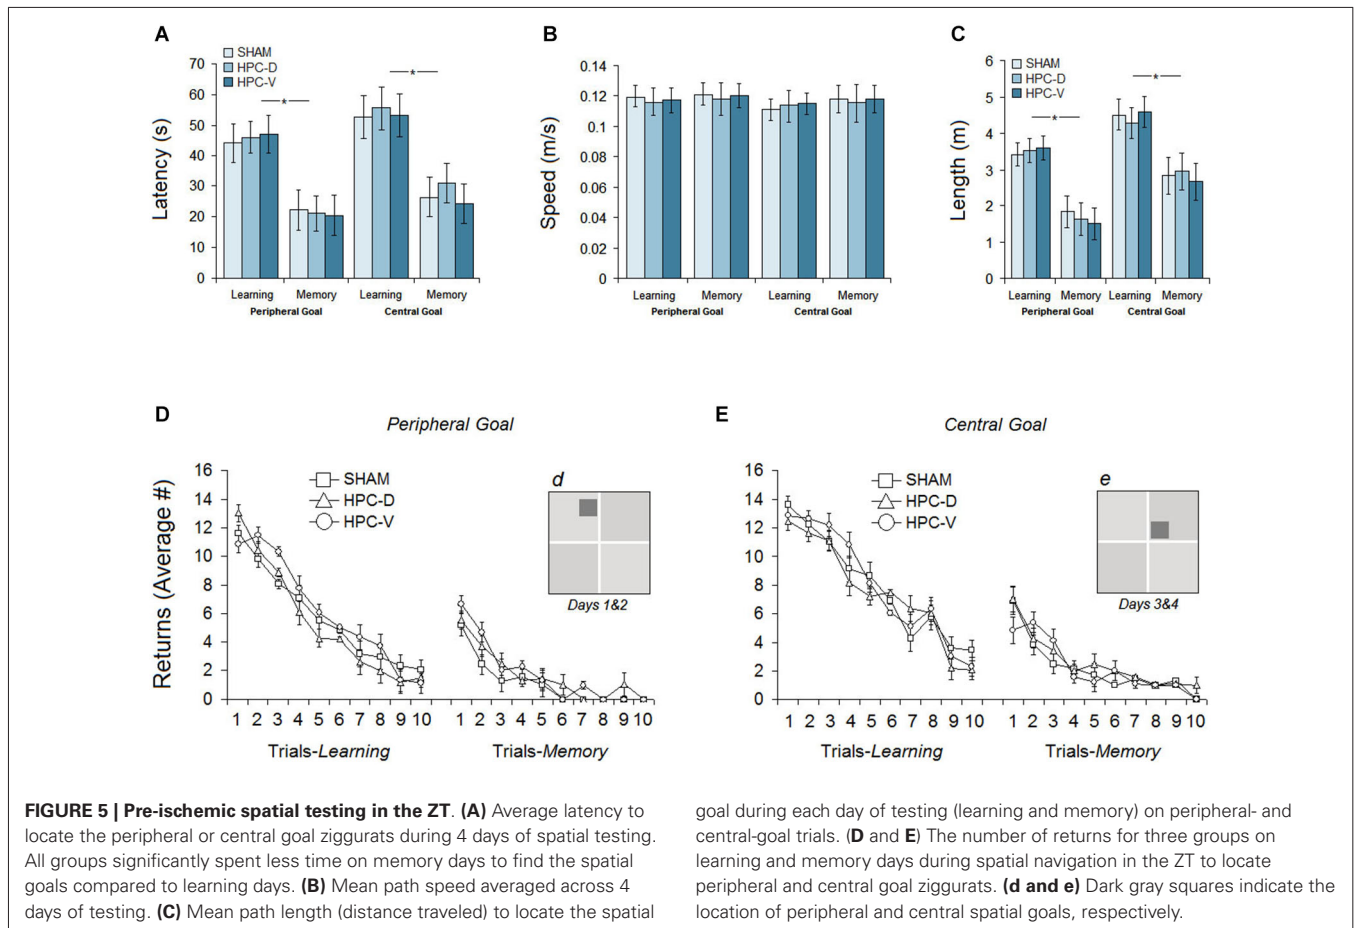 A
SHAM
HPC-D
HPC-V
70
60
50
40
30
20
10
0
Latency (s)
*
*
Learning Memory Learning Memory
Peripheral Goal Central Goal
B
0.14
0.12
0.1
0.08
0.06
0.04
0.02
0
Speed (m/s)
Learning Memory Learning Memory
Peripheral Goal Central Goal
C
SHAM
HPC-D
HPC-V
6
5
4
3
2
1
0
Length (m)
*
*
Learning Memory Learning Memory
Peripheral Goal Central Goal
D
Peripheral Goal
16
14
12
10
8
6
4
2
0
Returns (Average #)
SHAM
HPC-D
HPC-V
d
Days 1&2
1 2 3 4 5 6 7 8 9 10
1 2 3 4 5 6 7 8 9 10
Trials-Learning Trials-Memory
E
Central Goal
16
14
12
10
8
6
4
2
0
SHAM
HPC-D
HPC-V
e
Days 3&4
1 2 3 4 5 6 7 8 9 10
1 2 3 4 5 6 7 8 9 10
Trials-Learning Trials-Memory
FIGURE 5 | Pre-ischemic spatial testing in the ZT. (A) Average latency to
locate the peripheral or central goal ziggurats during 4 days of spatial testing.
All groups significantly spent less time on memory days to find the spatial
goals compared to learning days. (B) Mean path speed averaged across 4
days of testing. (C) Mean path length (distance traveled) to locate the spatial
goal during each day of testing (learning and memory) on peripheral- and
central-goal trials. (D and E) The number of returns for three groups on
learning and memory days during spatial navigation in the ZT to locate
peripheral and central goal ziggurats. (d and e) Dark gray squares indicate the
location of peripheral and central spatial goals, respectively.